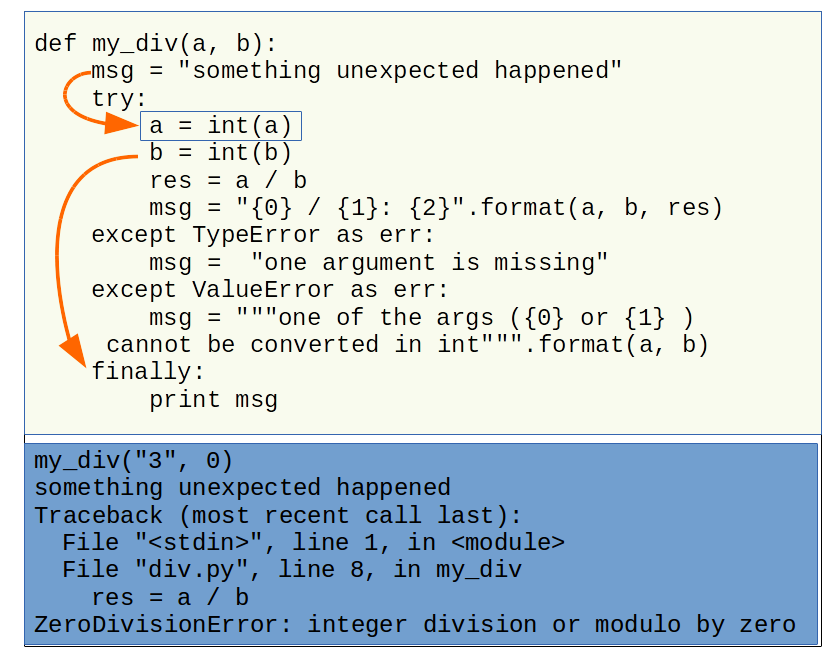 def my_div(a, b):
    msg = "something unexpected happened"
    try:
        a = int(a)
        b = int(b)
        res = a / b
        msg = "{0} / {1}: {2}".format(a, b, res)
    except TypeError as err:
        msg =  "one argument is missing"
    except ValueError as err:
        msg = """one of the args ({0} or {1} )
     cannot be converted in int""".format(a, b)
    finally:
        print msg
my_div("3", 0)
something unexpected happened
Traceback (most recent call last):
  File "<stdin>", line 1, in <module>
  File "div.py", line 8, in my_div
    res = a / b
ZeroDivisionError: integer division or modulo by zero